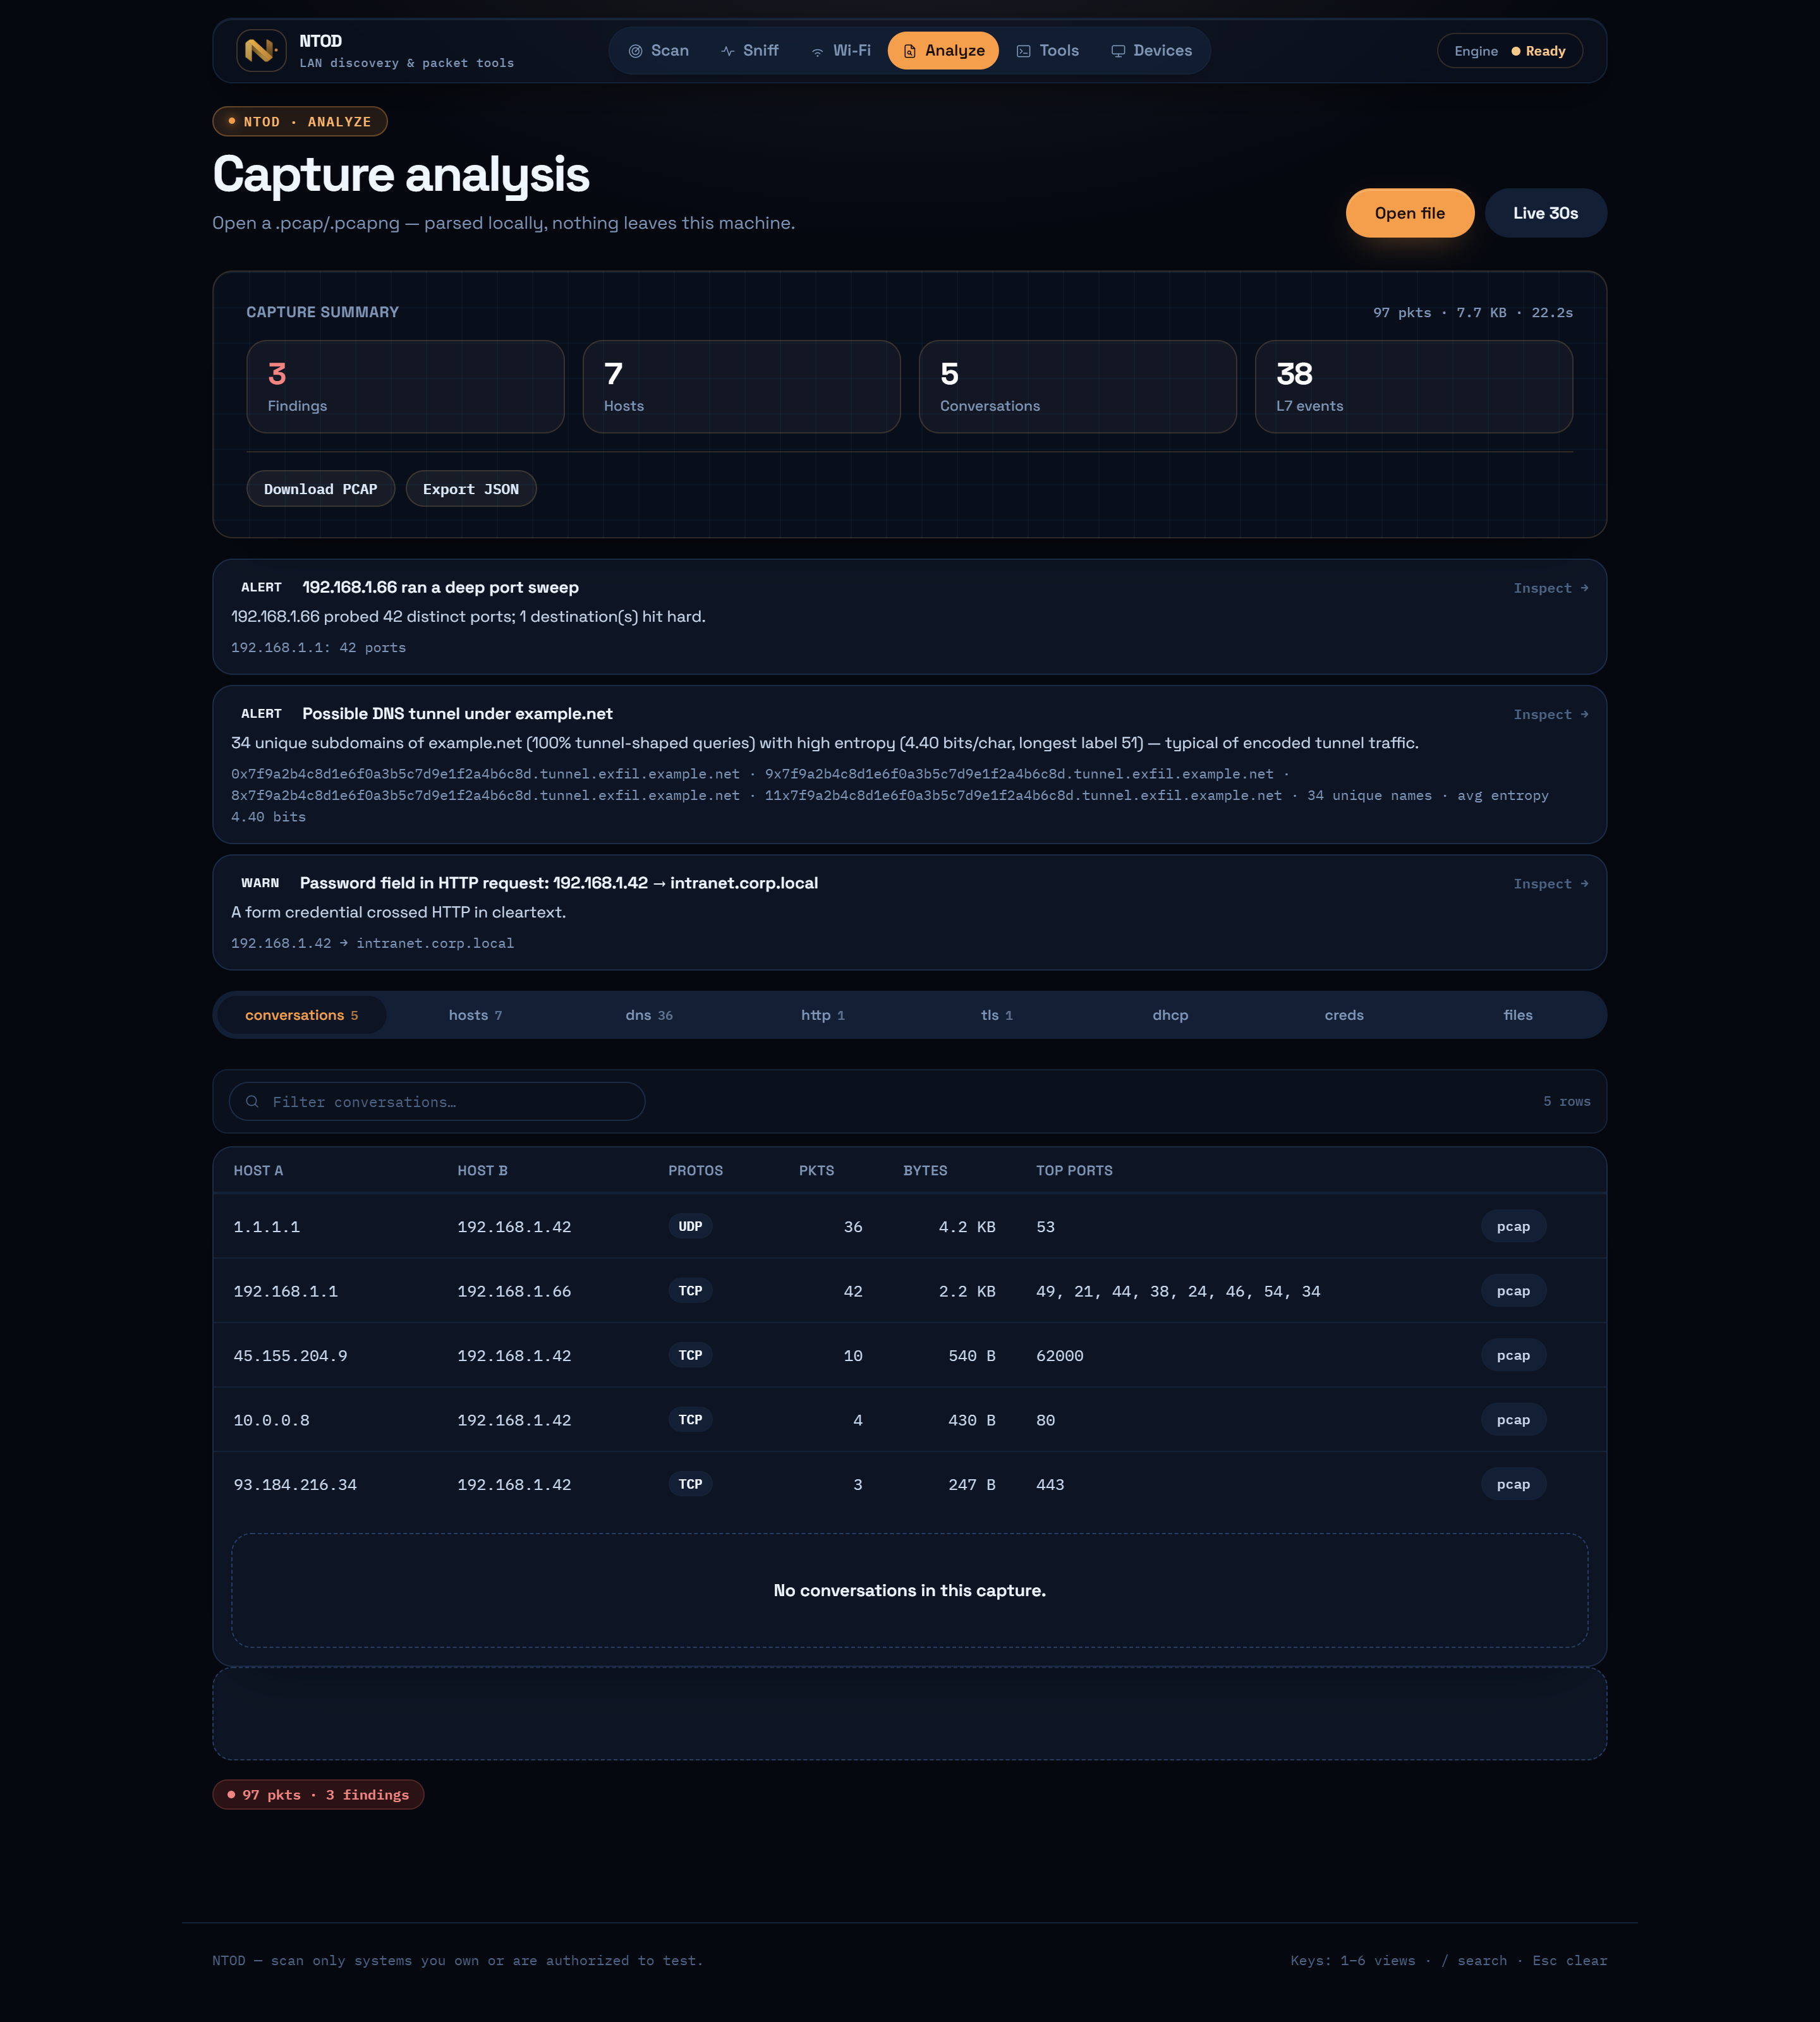 NTOD
LAN discovery & packet tools
Scan
Sniff
Wi-Fi
Analyze
Tools
Devices
Engine
Ready
NTOD · ANALYZE
Capture analysis
Open a .pcap/.pcapng — parsed locally, nothing leaves this machine.
Open file
Live 30s
CAPTURE SUMMARY
97 pkts · 7.7 KB · 22.2s
3
Findings
7
Hosts
5
Conversations
38
L7 events
Download PCAP
Export JSON
ALERT 192.168.1.66 ran a deep port sweep Inspect →
192.168.1.66 probed 42 distinct ports; 1 destination(s) hit hard.
192.168.1.1: 42 ports
ALERT Possible DNS tunnel under example.net Inspect →
34 unique subdomains of example.net (100% tunnel-shaped queries) with high entropy (4.40 bits/char, longest label 51) — typical of encoded tunnel traffic.
0x7f9a2b4c8d1e6f0a3b5c7d9e1f2a4b6c8d.tunnel.exfil.example.net · 9x7f9a2b4c8d1e6f0a3b5c7d9e1f2a4b6c8d.tunnel.exfil.example.net ·
8x7f9a2b4c8d1e6f0a3b5c7d9e1f2a4b6c8d.tunnel.exfil.example.net · 11x7f9a2b4c8d1e6f0a3b5c7d9e1f2a4b6c8d.tunnel.exfil.example.net · 34 unique names · avg entropy
4.40 bits
WARN Password field in HTTP request: 192.168.1.42 → intranet.corp.local Inspect →
A form credential crossed HTTP in cleartext.
192.168.1.42 → intranet.corp.local
conversations 5 hosts 7 dns 36 http 1 tls 1 dhcp creds files
Filter conversations… 5 rows
HOST A HOST B PROTOS PKTS BYTES TOP PORTS
1.1.1.1 192.168.1.42 UDP 36 4.2 KB 53 pcap
192.168.1.1 192.168.1.66 TCP 42 2.2 KB 49, 21, 44, 38, 24, 46, 54, 34 pcap
45.155.204.9 192.168.1.42 TCP 10 540 B 62000 pcap
10.0.0.8 192.168.1.42 TCP 4 430 B 80 pcap
93.184.216.34 192.168.1.42 TCP 3 247 B 443 pcap
No conversations in this capture.
97 pkts · 3 findings
NTOD — scan only systems you own or are authorized to test.
Keys: 1–6 views · / search · Esc clear